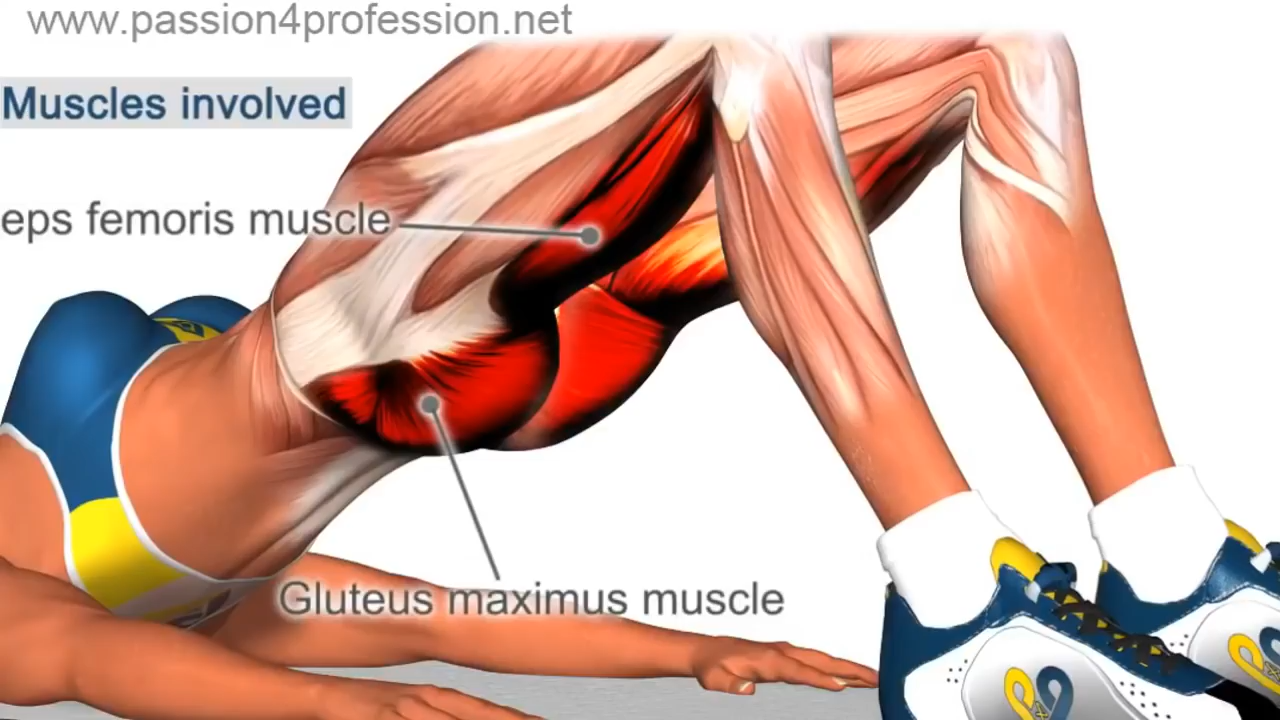 www.passion4profession.net
Muscles involved
eps femoris muscle
Gluteus maximus muscle